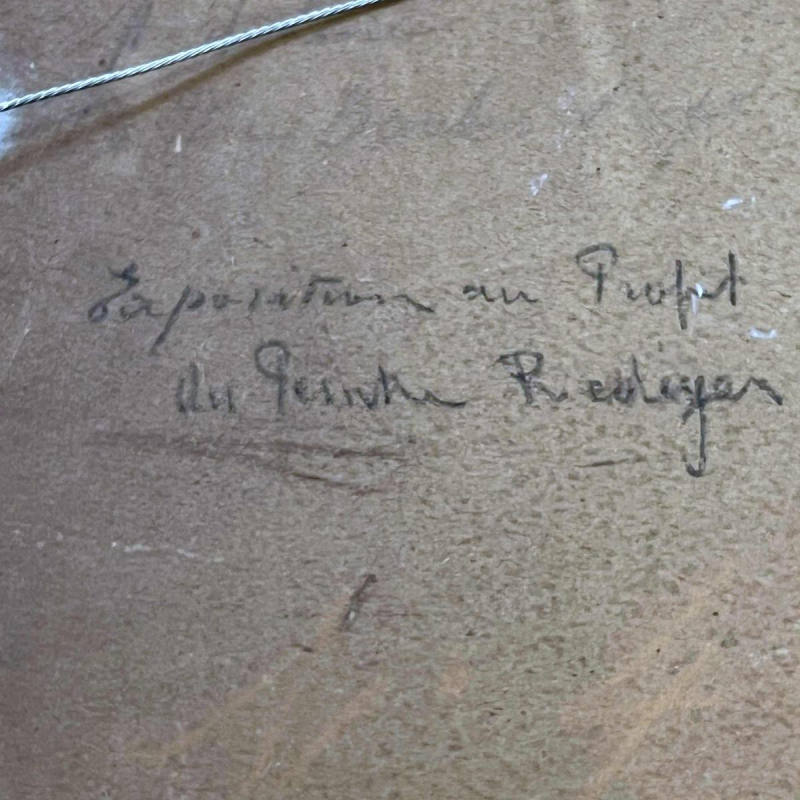 Exposition au Profit
du Peintre